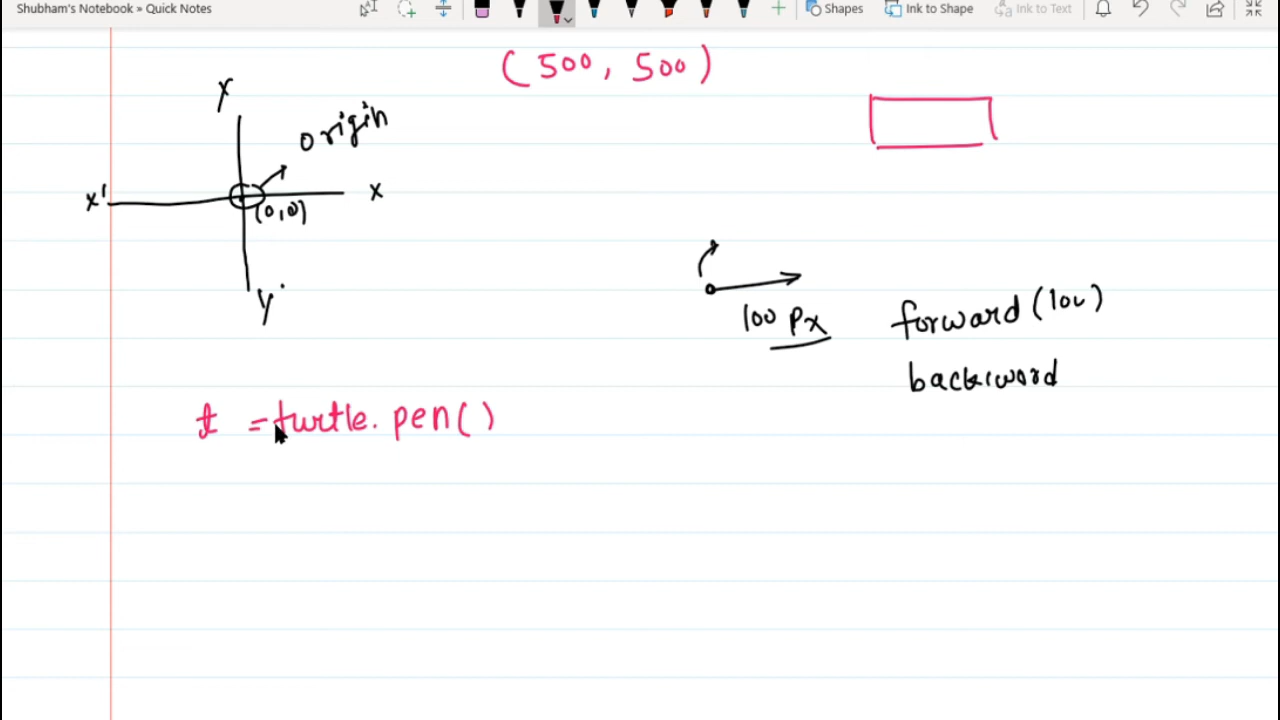 Shubham's Notebook » Quick Notes
Shapes
Ink to Shape
Ink to Text
(500, 500)
Y
origin
x'
x
(0,0)
y'
100 Px
forward (100)
backword
t = turtle. pen()